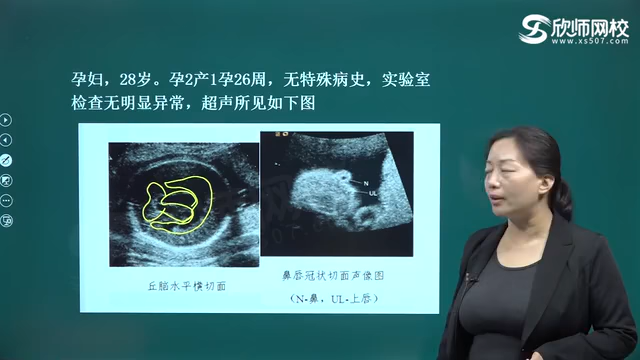 欣师网校
www.xs507.com
孕妇，28岁。孕2产1孕26周，无特殊病史，实验室
检查无明显异常，超声所见如下图
N
UL
丘脑水平横切面
鼻唇冠状切面声像图
（N-鼻，UL-上唇）